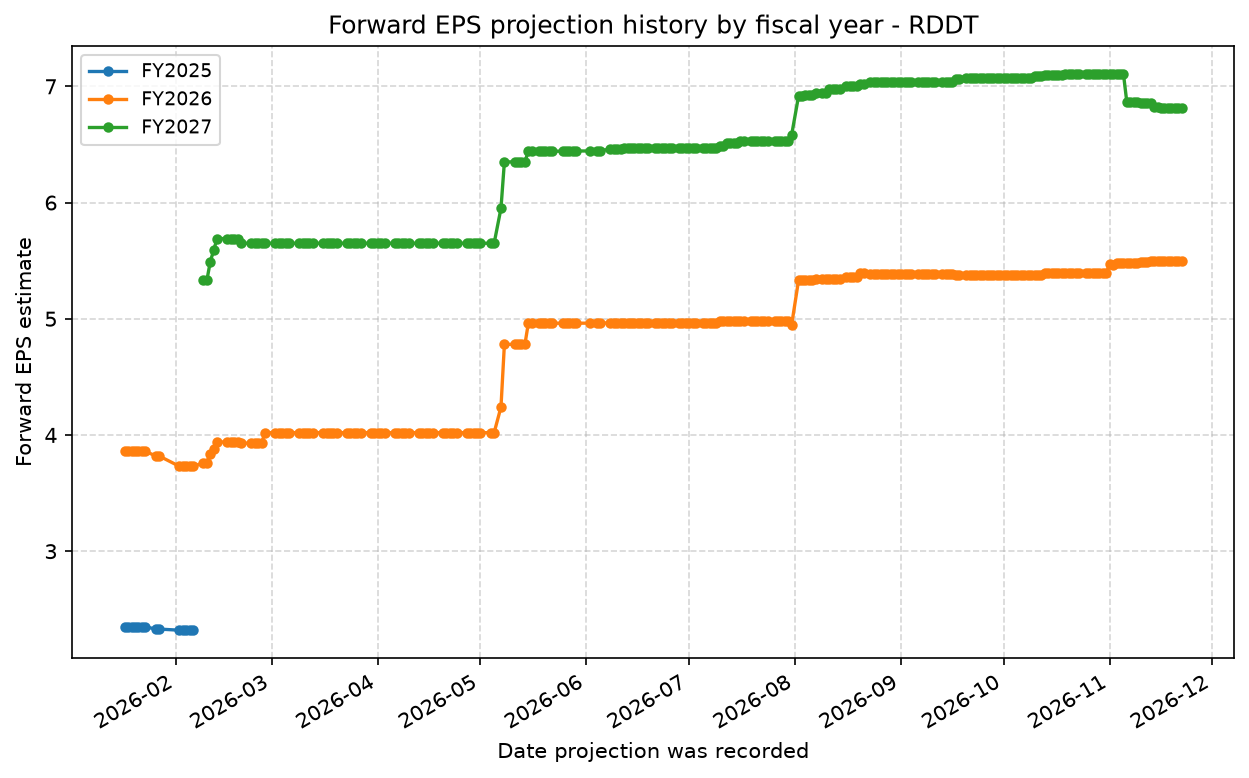 Forward EPS projection history by fiscal year - RDDT
FY2025
FY2026
FY2027
Forward EPS estimate
7
6
5
4
3
2026-02
2026-03
2026-04
2026-05
2026-06
2026-07
2026-08
2026-09
2026-10
2026-11
2026-12
Date projection was recorded